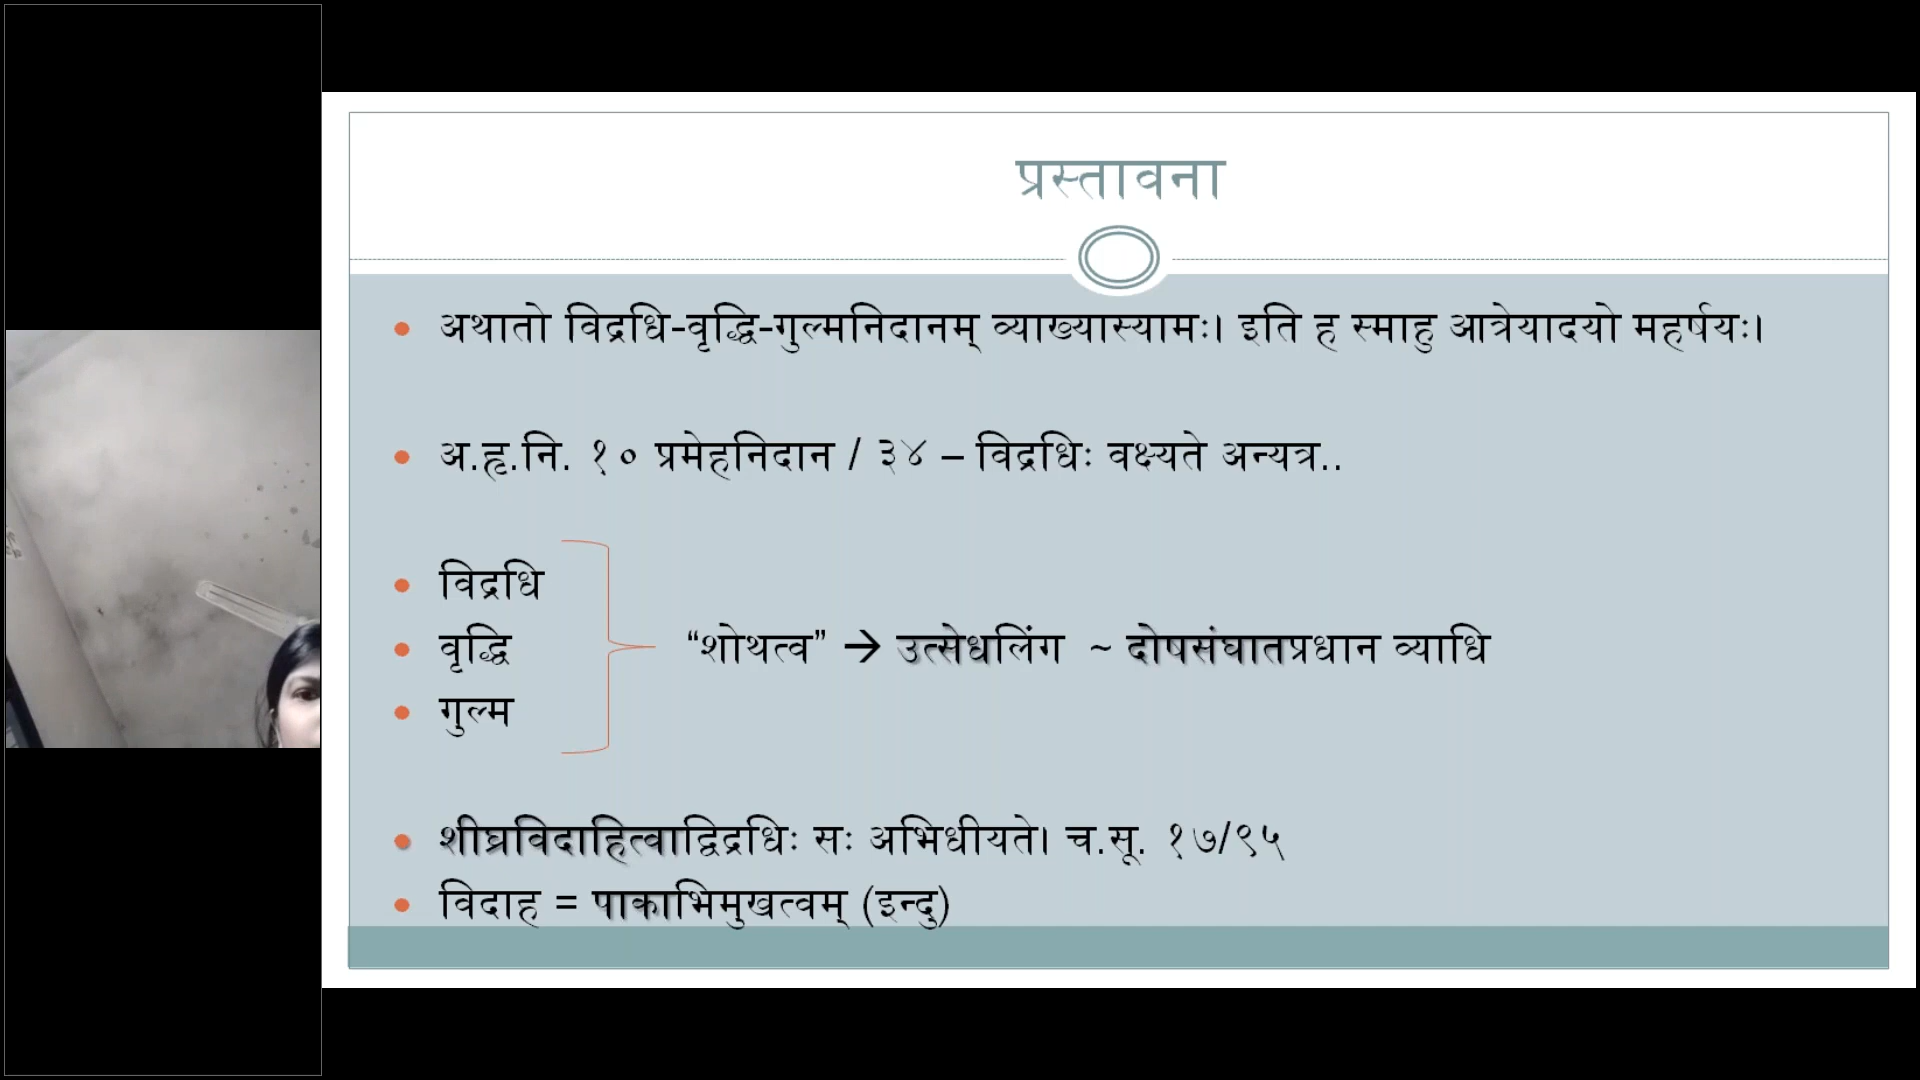 प्रस्तावना
अथातो विद्रधि-वृद्धि-गुल्मनिदानम् व्याख्यास्यामः। इति ह स्माहु आत्रेयादयो महर्षयः।
अ.हृ.नि. १० प्रमेहनिदान / ३४ – विद्रधिः वक्ष्यते अन्यत्र..
विद्रधि
वृद्धि
“शोथत्व” → उत्सेधलिंग ~ दोषसंघातप्रधान व्याधि
गुल्म
शीघ्रविदाहित्वाद्विद्रधिः सः अभिधीयते। च.सू. १७/९५
विदाह = पाकाभिमुखत्वम् (इन्दु)